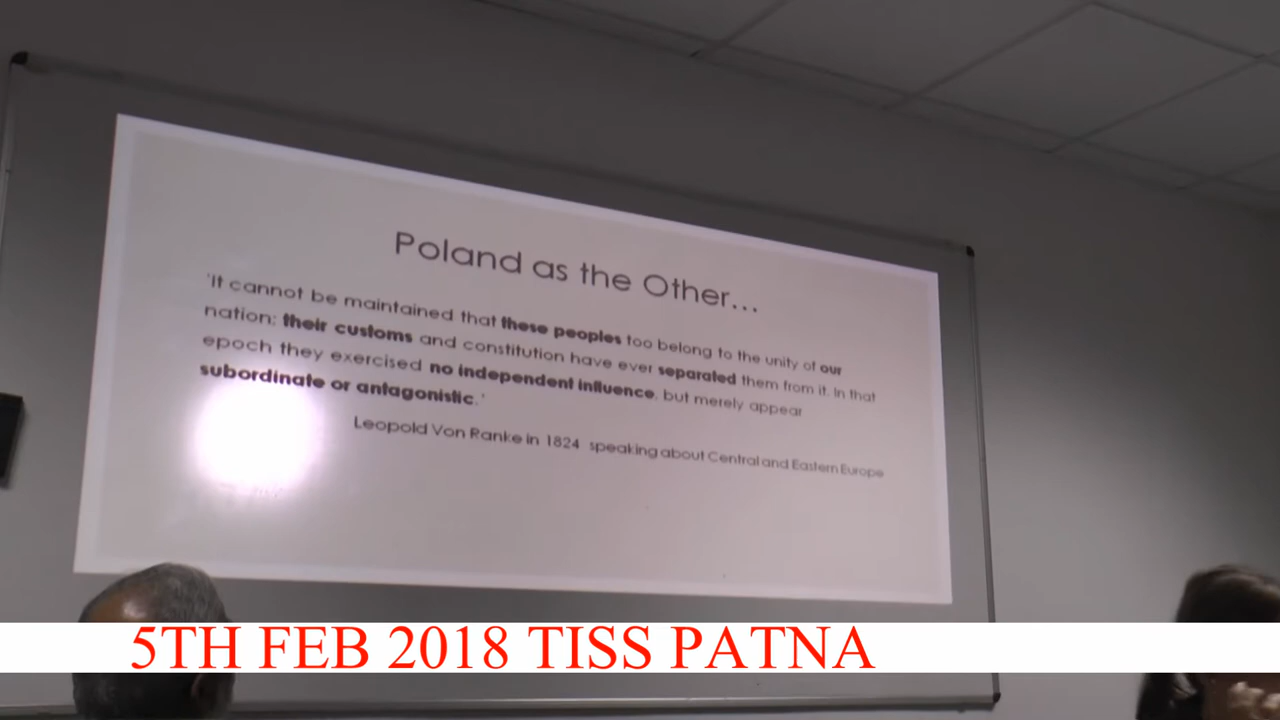 Poland as the Other...
'It cannot be maintained that these peoples too belong to the unity of our
nation; their customs and constitution have ever separated them from it. In that
epoch they exercised no independent influence, but merely appear
subordinate or antagonistic.'
Leopold Von Ranke in 1824 speaking about Central and Eastern Europe
5TH FEB 2018 TISS PATNA